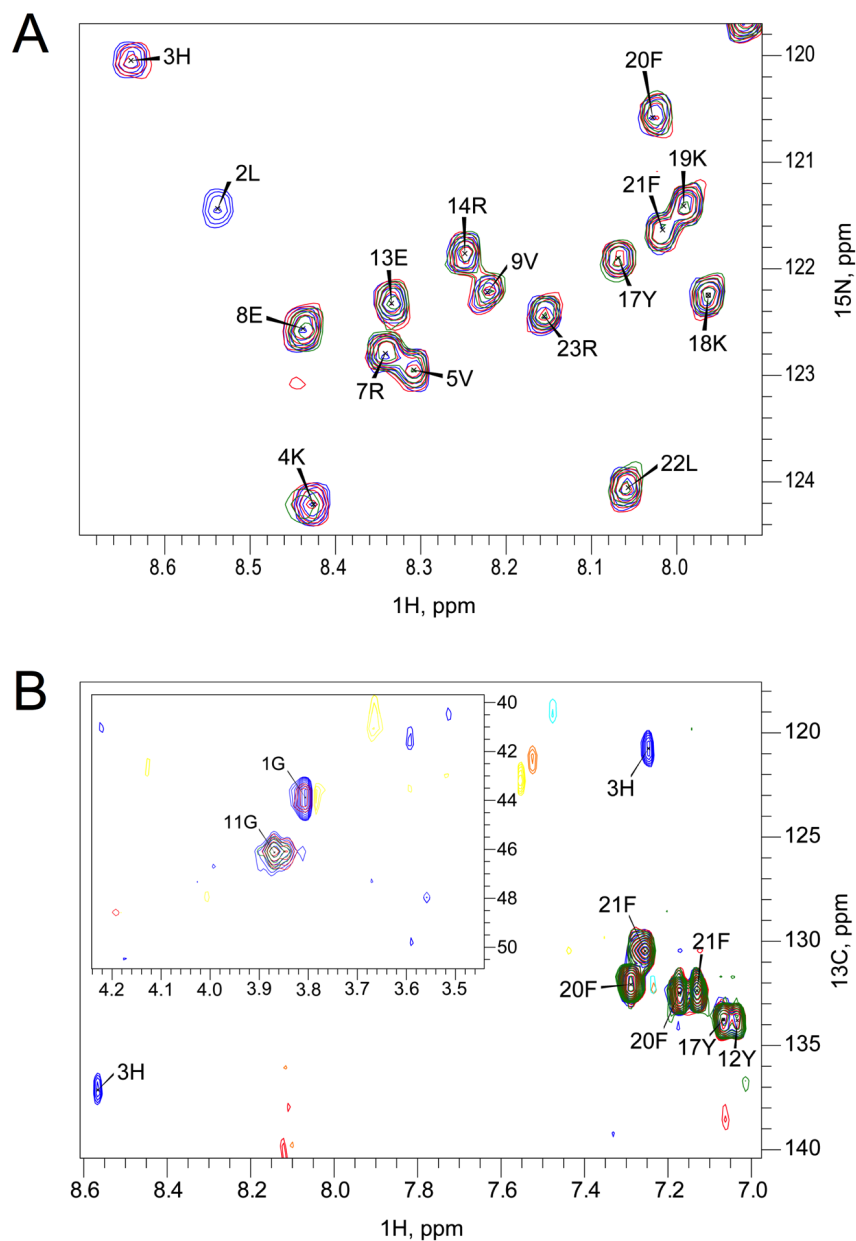 A
3H
20F
120
2L
19K
21F
121
14R
13E
9V
122
8E
17Y
23R
18K
7R
5V
123
4K
22L
124
15N, ppm
8.6 8.5 8.4 8.3 8.2 8.1 8.0
1H, ppm
B
40
42
44
46
48
50
1G
11G
4.2 4.1 4.0 3.9 3.8 3.7 3.6 3.5
3H
120
125
21F
130
21F
20F
20F
17Y
12Y
135
3H
140
13C, ppm
8.6 8.4 8.2 8.0 7.8 7.6 7.4 7.2 7.0
1H, ppm